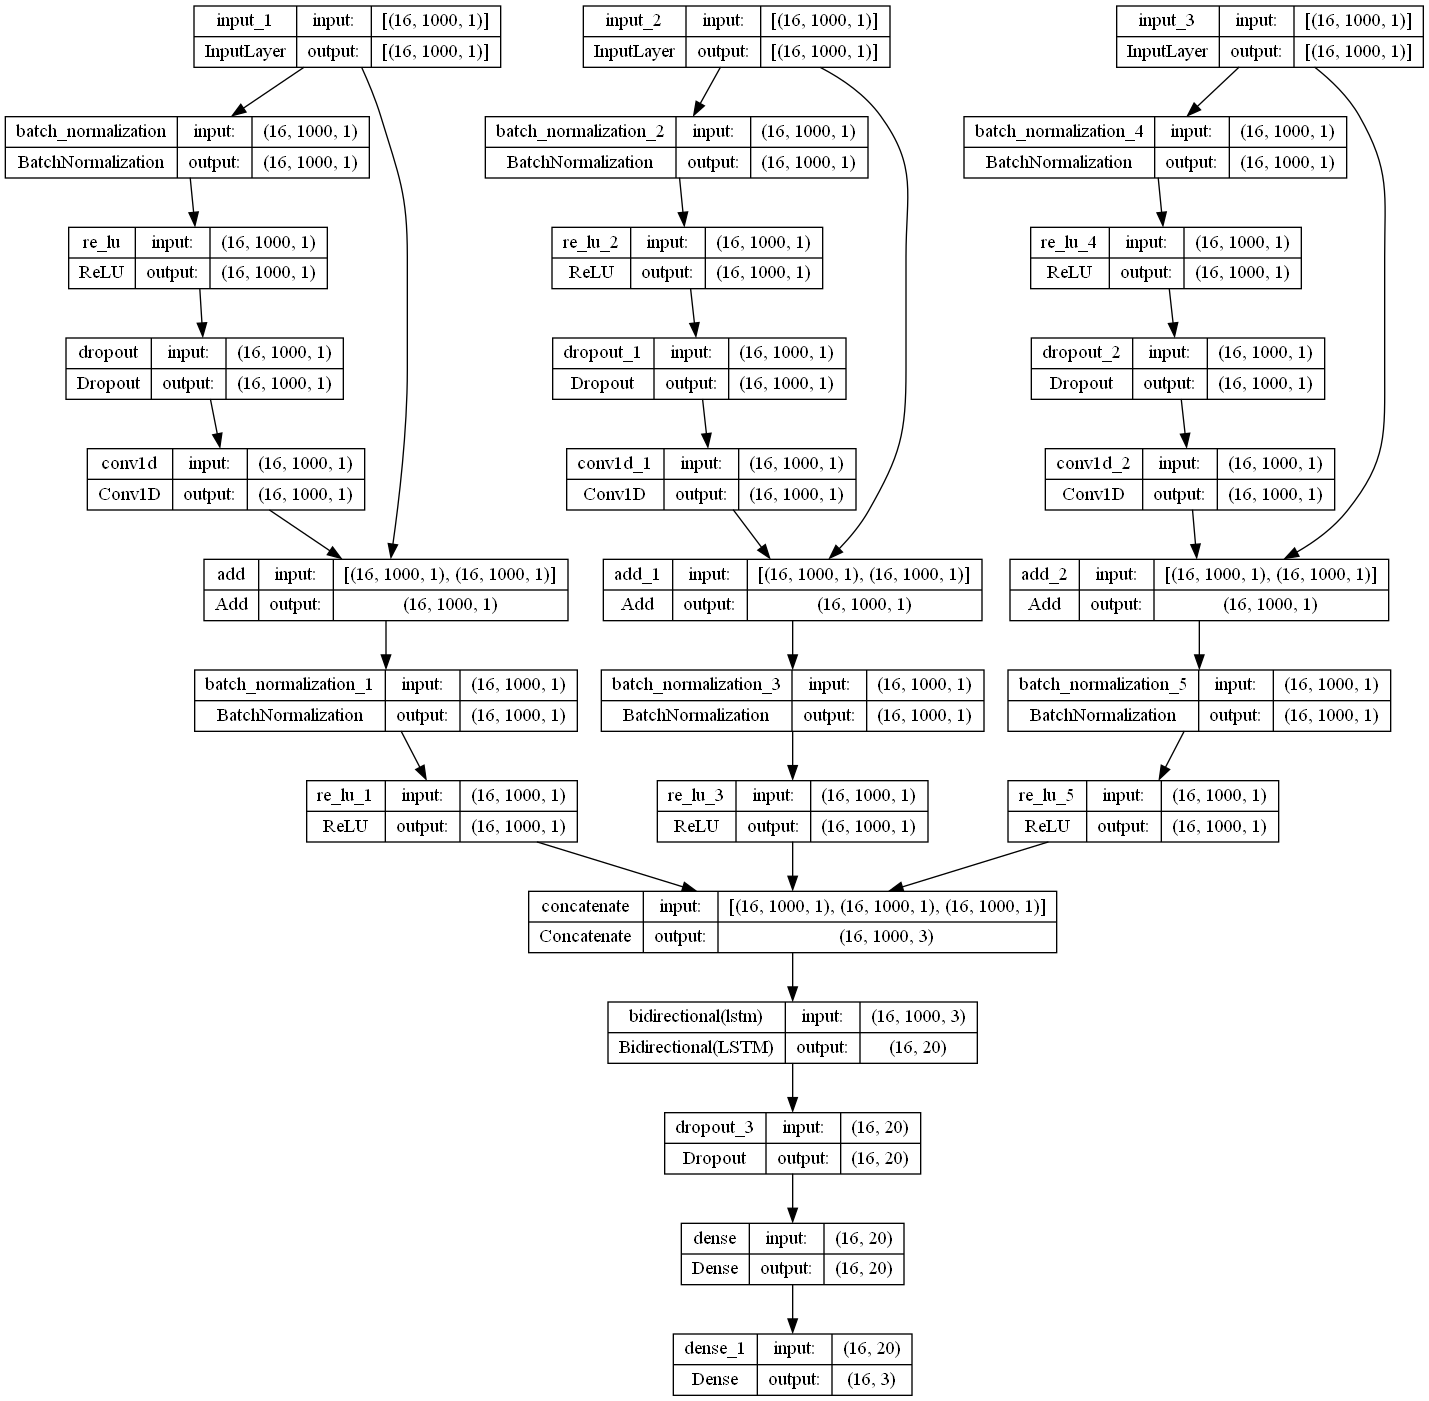 input_1 input: [(16, 1000, 1)]
InputLayer output: [(16, 1000, 1)]
input_2 input: [(16, 1000, 1)]
InputLayer output: [(16, 1000, 1)]
input_3 input: [(16, 1000, 1)]
InputLayer output: [(16, 1000, 1)]
batch_normalization input: (16, 1000, 1)
BatchNormalization output: (16, 1000, 1)
batch_normalization_2 input: (16, 1000, 1)
BatchNormalization output: (16, 1000, 1)
batch_normalization_4 input: (16, 1000, 1)
BatchNormalization output: (16, 1000, 1)
re_lu input: (16, 1000, 1)
ReLU output: (16, 1000, 1)
re_lu_2 input: (16, 1000, 1)
ReLU output: (16, 1000, 1)
re_lu_4 input: (16, 1000, 1)
ReLU output: (16, 1000, 1)
dropout input: (16, 1000, 1)
Dropout output: (16, 1000, 1)
dropout_1 input: (16, 1000, 1)
Dropout output: (16, 1000, 1)
dropout_2 input: (16, 1000, 1)
Dropout output: (16, 1000, 1)
conv1d input: (16, 1000, 1)
Conv1D output: (16, 1000, 1)
conv1d_1 input: (16, 1000, 1)
Conv1D output: (16, 1000, 1)
conv1d_2 input: (16, 1000, 1)
Conv1D output: (16, 1000, 1)
add input: [(16, 1000, 1), (16, 1000, 1)]
Add output: (16, 1000, 1)
add_1 input: [(16, 1000, 1), (16, 1000, 1)]
Add output: (16, 1000, 1)
add_2 input: [(16, 1000, 1), (16, 1000, 1)]
Add output: (16, 1000, 1)
batch_normalization_1 input: (16, 1000, 1)
BatchNormalization output: (16, 1000, 1)
batch_normalization_3 input: (16, 1000, 1)
BatchNormalization output: (16, 1000, 1)
batch_normalization_5 input: (16, 1000, 1)
BatchNormalization output: (16, 1000, 1)
re_lu_1 input: (16, 1000, 1)
ReLU output: (16, 1000, 1)
re_lu_3 input: (16, 1000, 1)
ReLU output: (16, 1000, 1)
re_lu_5 input: (16, 1000, 1)
ReLU output: (16, 1000, 1)
concatenate input: [(16, 1000, 1), (16, 1000, 1), (16, 1000, 1)]
Concatenate output: (16, 1000, 3)
bidirectional(lstm) input: (16, 1000, 3)
Bidirectional(LSTM) output: (16, 20)
dropout_3 input: (16, 20)
Dropout output: (16, 20)
dense input: (16, 20)
Dense output: (16, 20)
dense_1 input: (16, 20)
Dense output: (16, 3)